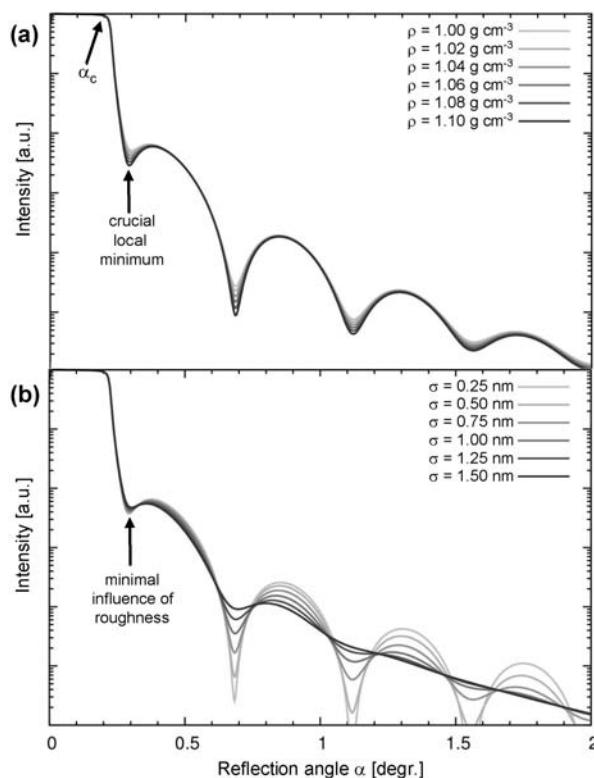 (a)
α_c
ρ = 1.00 g cm⁻³
ρ = 1.02 g cm⁻³
ρ = 1.04 g cm⁻³
ρ = 1.06 g cm⁻³
ρ = 1.08 g cm⁻³
ρ = 1.10 g cm⁻³
Intensity [a.u.]
crucial
local
minimum
(b)
σ = 0.25 nm
σ = 0.50 nm
σ = 0.75 nm
σ = 1.00 nm
σ = 1.25 nm
σ = 1.50 nm
Intensity [a.u.]
minimal
influence of
roughness
0 0.5 1 1.5 2
Reflection angle α [degr.]